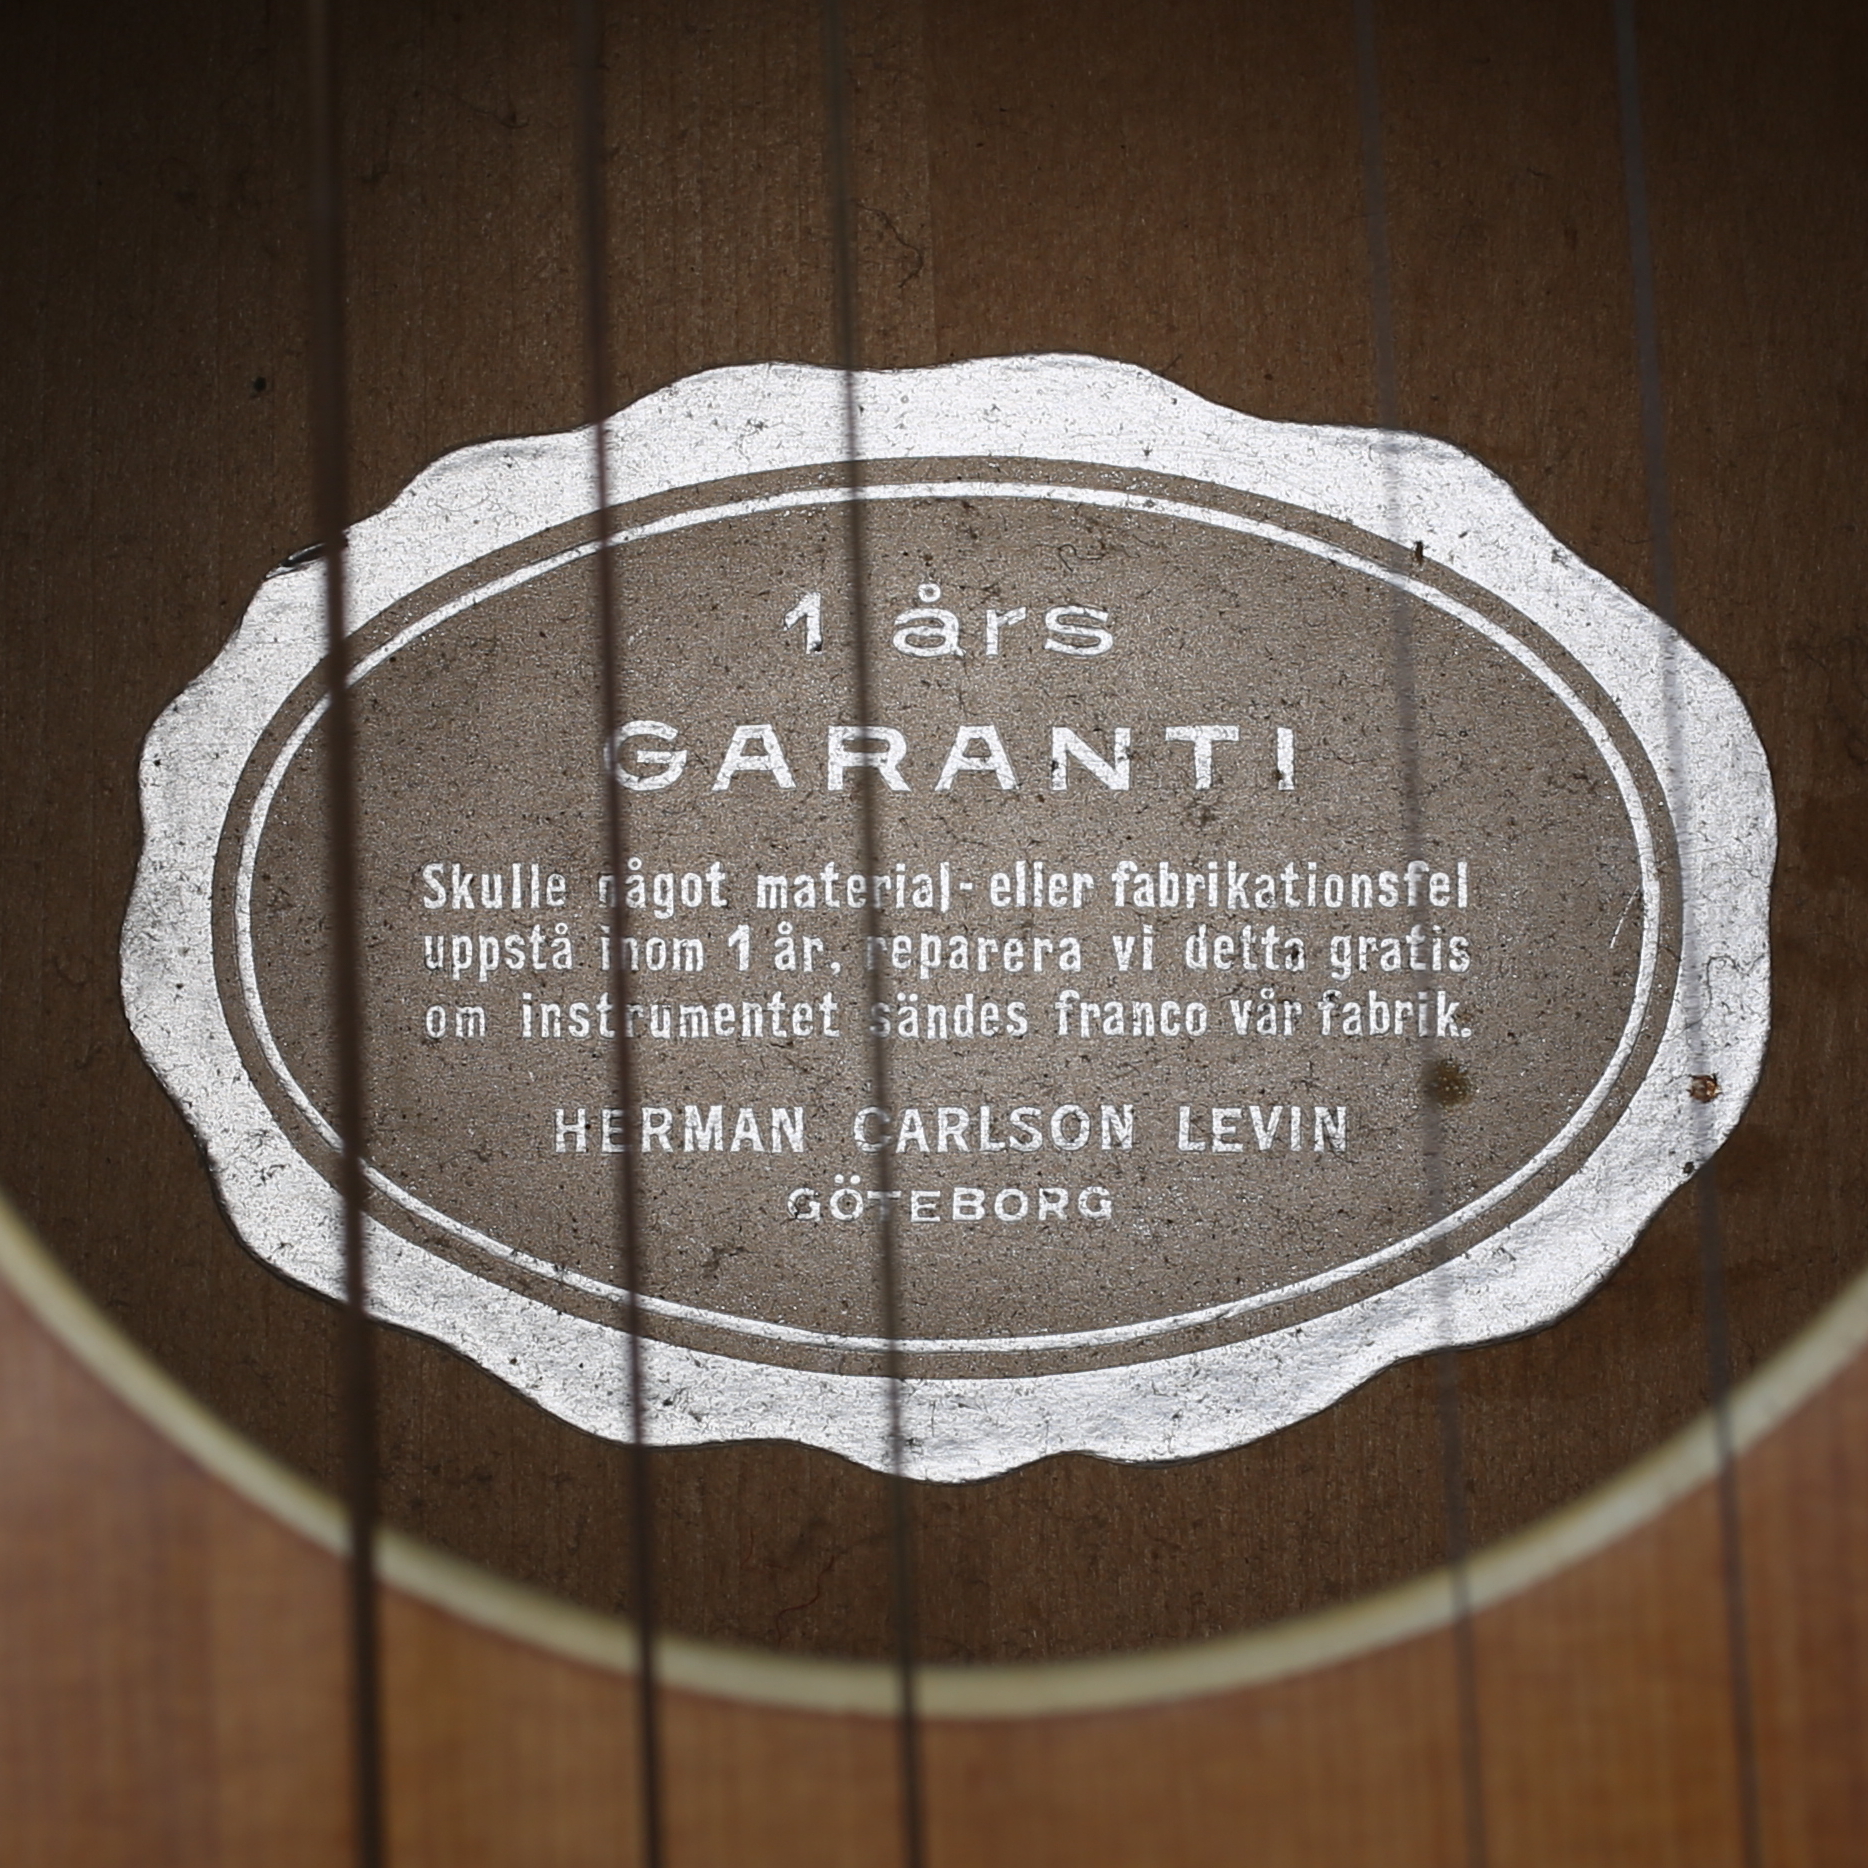 1 års
GARANTI
Skulle något material- eller fabrikationsfel
uppstå inom 1 år, reparera vi detta gratis
om instrumentet sändes franco vår fabrik.
HERMAN CARLSON LEVIN
GÖTEBORG